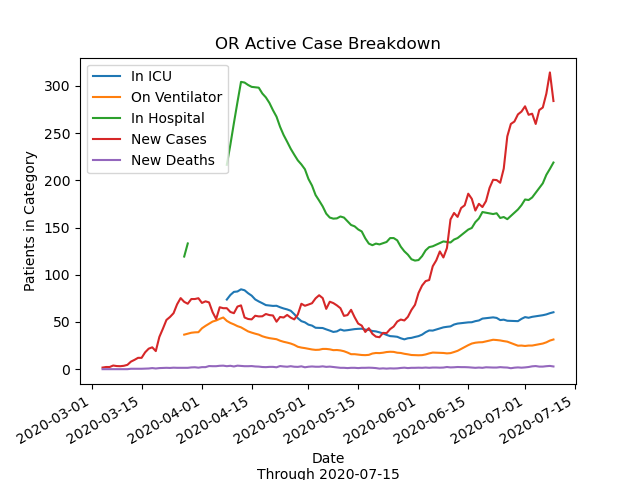 OR Active Case Breakdown
In ICU
On Ventilator
In Hospital
New Cases
New Deaths
Patients in Category
300
250
200
150
100
50
0
2020-03-01
2020-03-15
2020-04-01
2020-04-15
2020-05-01
2020-05-15
2020-06-01
2020-06-15
2020-07-01
2020-07-15
Date
Through 2020-07-15